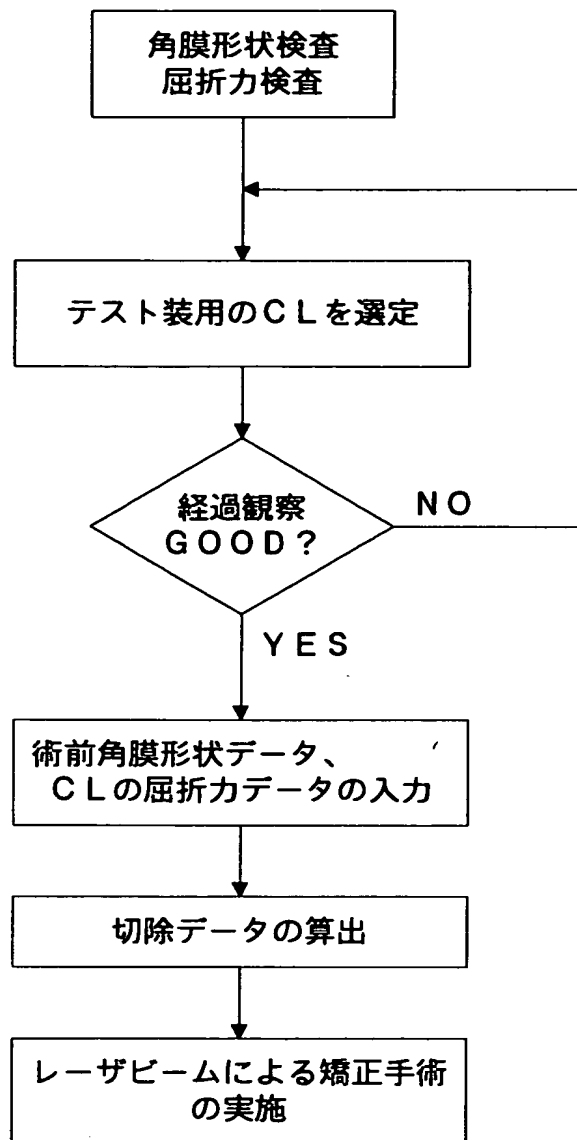 角膜形状検査
屈折力検査
テスト装用のCLを選定
経過観察
GOOD?
NO
YES
術前角膜形状データ、
CLの屈折力データの入力
切除データの算出
レーザビームによる矯正手術
の実施